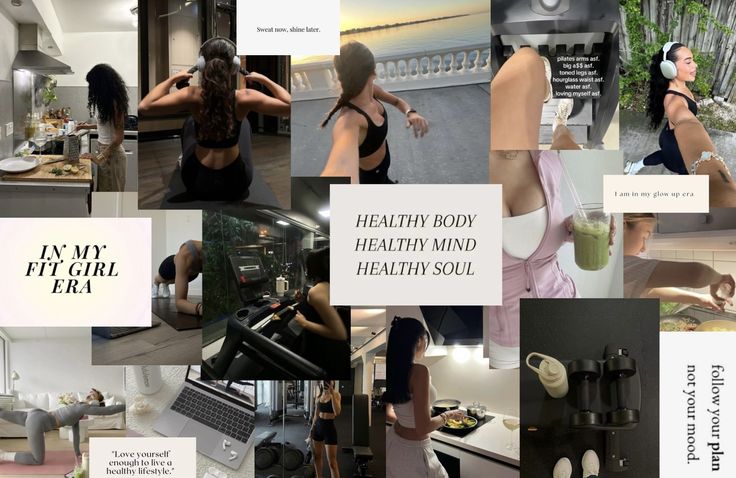 Sweat now, shine later.
pilates arms asf.
big a$$ asf.
toned legs asf.
hourglass waist asf.
water asf.
loving myself asf.
I am in my glow up era.
HEALTHY BODY
HEALTHY MIND
HEALTHY SOUL
IN MY
FIT GIRL
ERA
follow your plan
not your mood.
"Love yourself
enough to live a
healthy lifestyle."